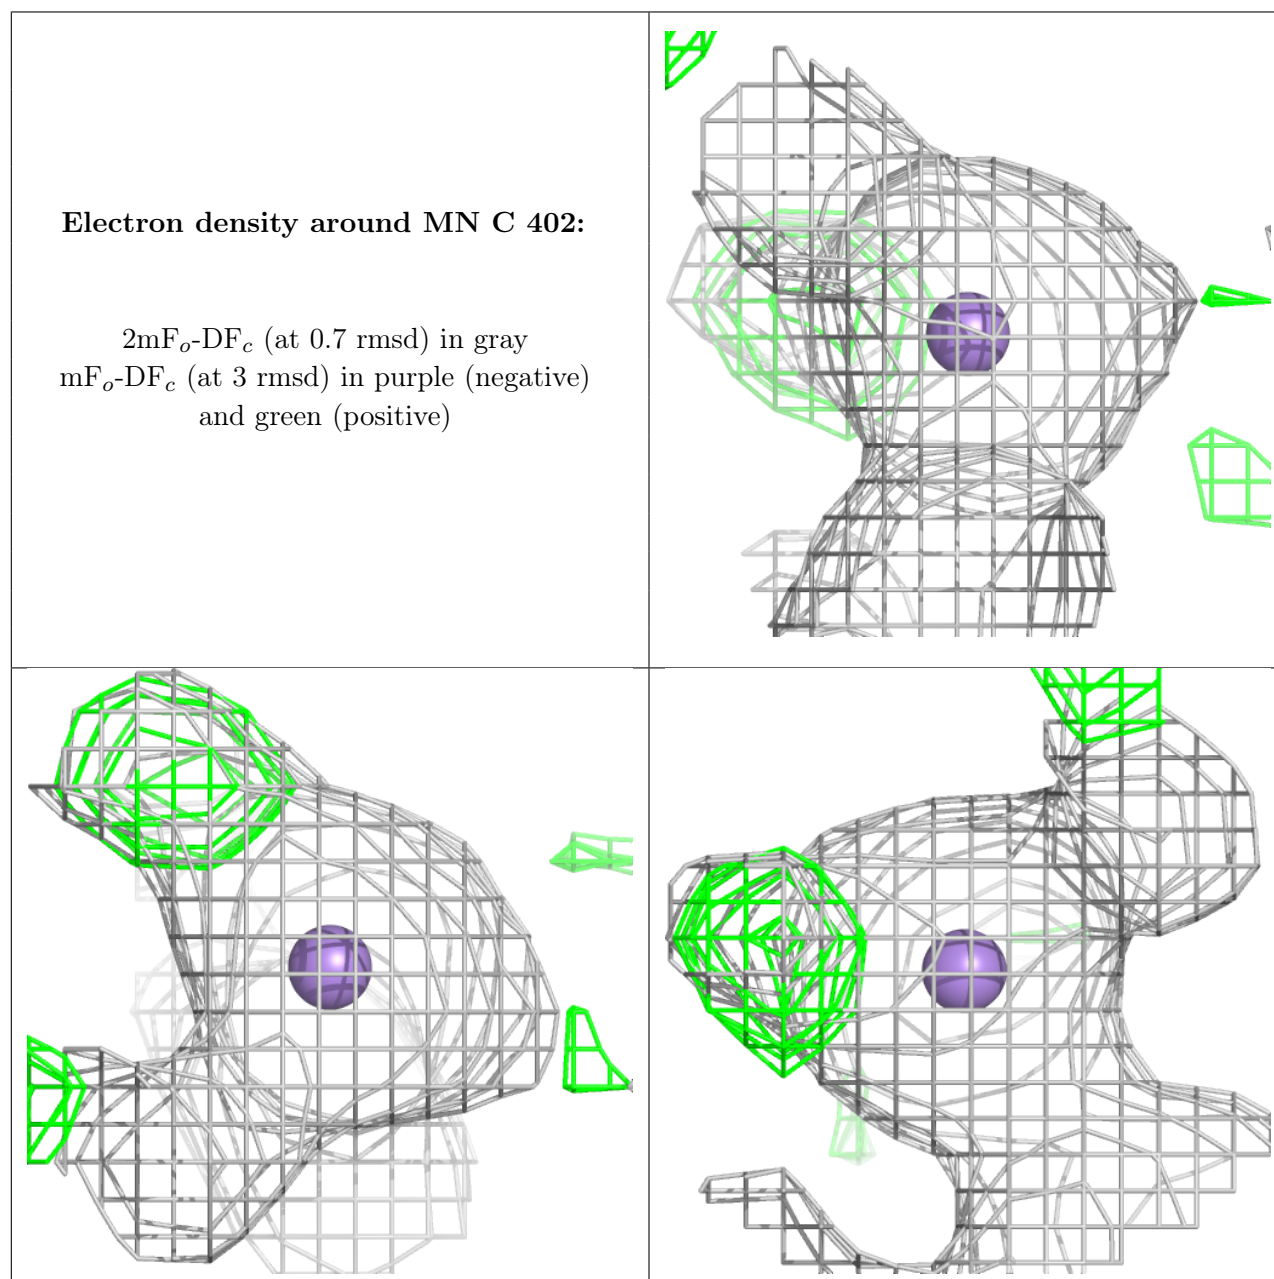 Electron density around MN C 402:
2mFo-DFc (at 0.7 rmsd) in gray
mFo-DFc (at 3 rmsd) in purple (negative)
and green (positive)